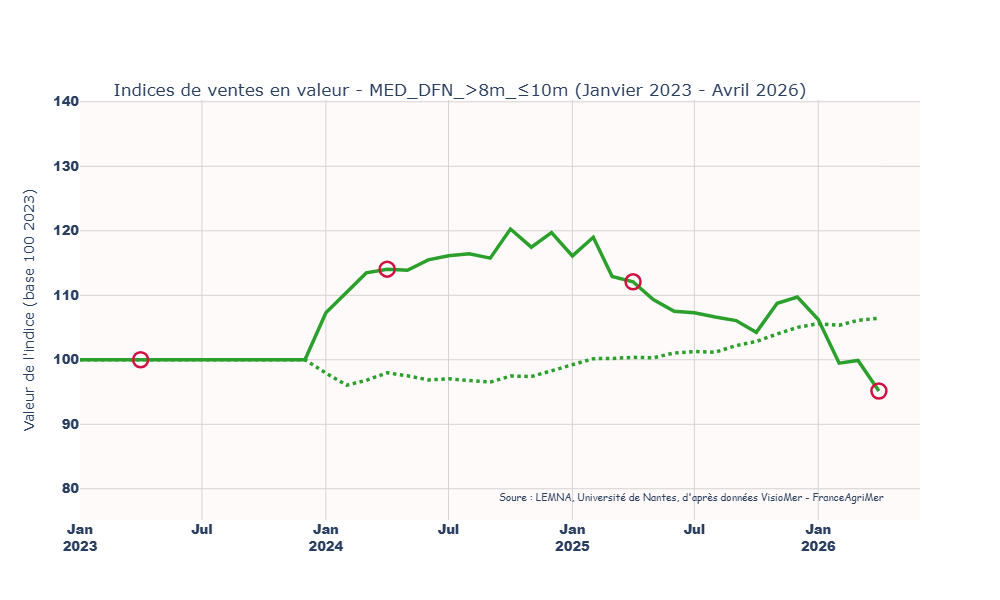 Indices de ventes en valeur - MED_DFN_>8m_≤10m (Janvier 2023 - Avril 2026)
Valeur de l'indice (base 100 2023)
140
130
120
110
100
90
80
Soure : LEMNA, Université de Nantes, d'après données VisioMer - FranceAgriMer
Jan Jul Jan Jul Jan Jul Jan
2023 2024 2025 2026